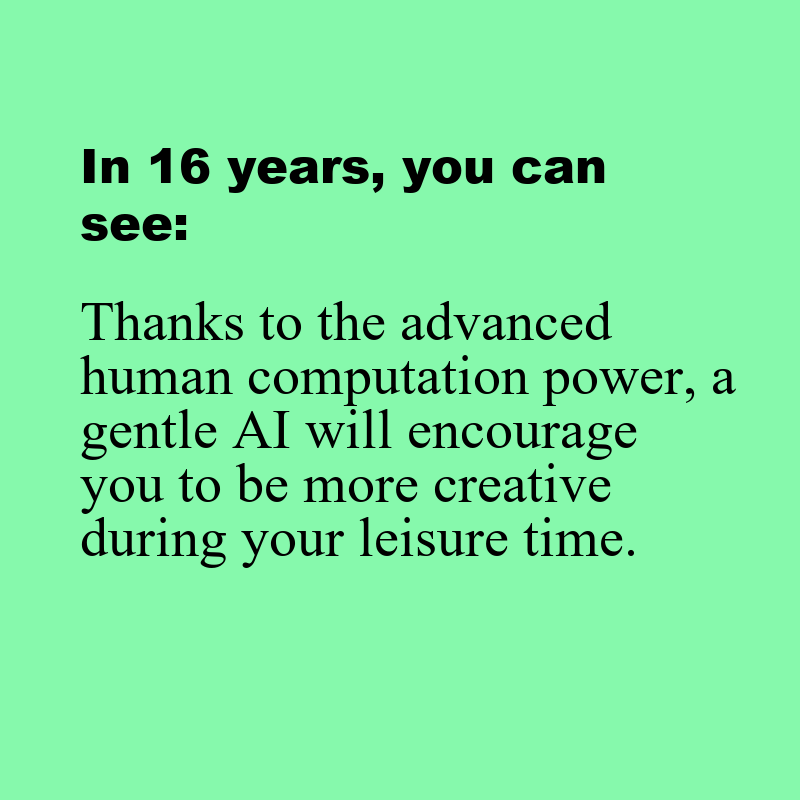 In 16 years, you can
see:
Thanks to the advanced
human computation power, a
gentle AI will encourage
you to be more creative
during your leisure time.